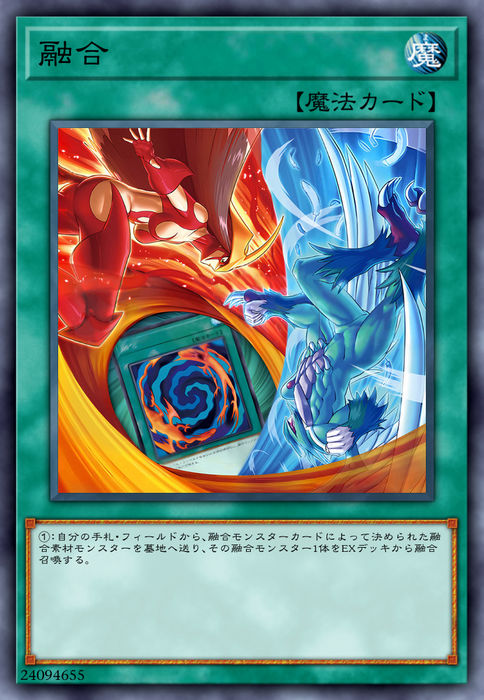 融合
魔
【魔法カード】
①:自分の手札・フィールドから、融合モンスターカードによって決められた融
合素材モンスターを墓地へ送り、その融合モンスター1体をEXデッキから融合
召喚する。
24094655